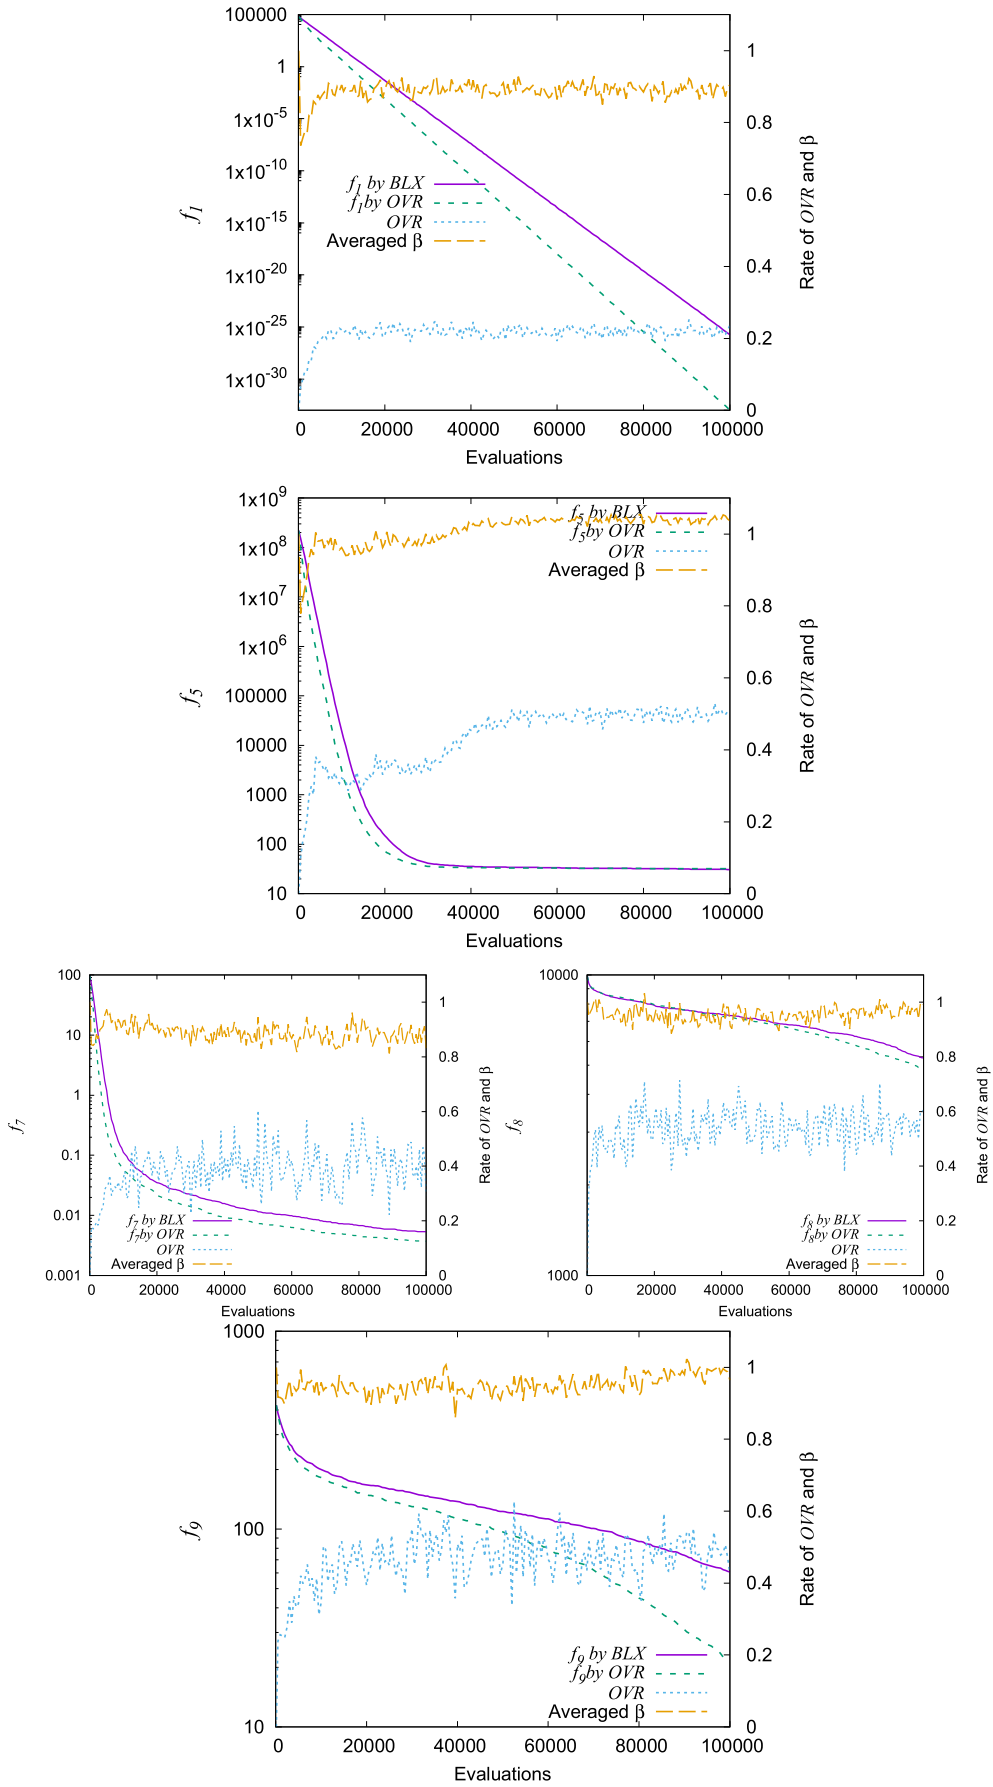 100000
1
1x10^-5
1x10^-10
1x10^-15
1x10^-20
1x10^-25
1x10^-30
f1
f1 by BLX
f1by OVR
OVR
Averaged β
1
0.8
0.6
0.4
0.2
0
Rate of OVR and β
0 20000 40000 60000 80000 100000
Evaluations
1x10^9
1x10^8
1x10^7
1x10^6
100000
10000
1000
100
10
f5
f5 by BLX
f5by OVR
OVR
Averaged β
1
0.8
0.6
0.4
0.2
0
Rate of OVR and β
0 20000 40000 60000 80000 100000
Evaluations
100
10
1
0.1
0.01
0.001
f7
f7 by BLX
f7by OVR
OVR
Averaged β
1
0.8
0.6
0.4
0.2
0
Rate of OVR and β
0 20000 40000 60000 80000 100000
Evaluations
10000
1000
f8
f8 by BLX
f8by OVR
OVR
Averaged β
1
0.8
0.6
0.4
0.2
0
Rate of OVR and β
0 20000 40000 60000 80000 100000
Evaluations
1000
100
10
f9
f9 by BLX
f9by OVR
OVR
Averaged β
1
0.8
0.6
0.4
0.2
0
Rate of OVR and β
0 20000 40000 60000 80000 100000
Evaluations